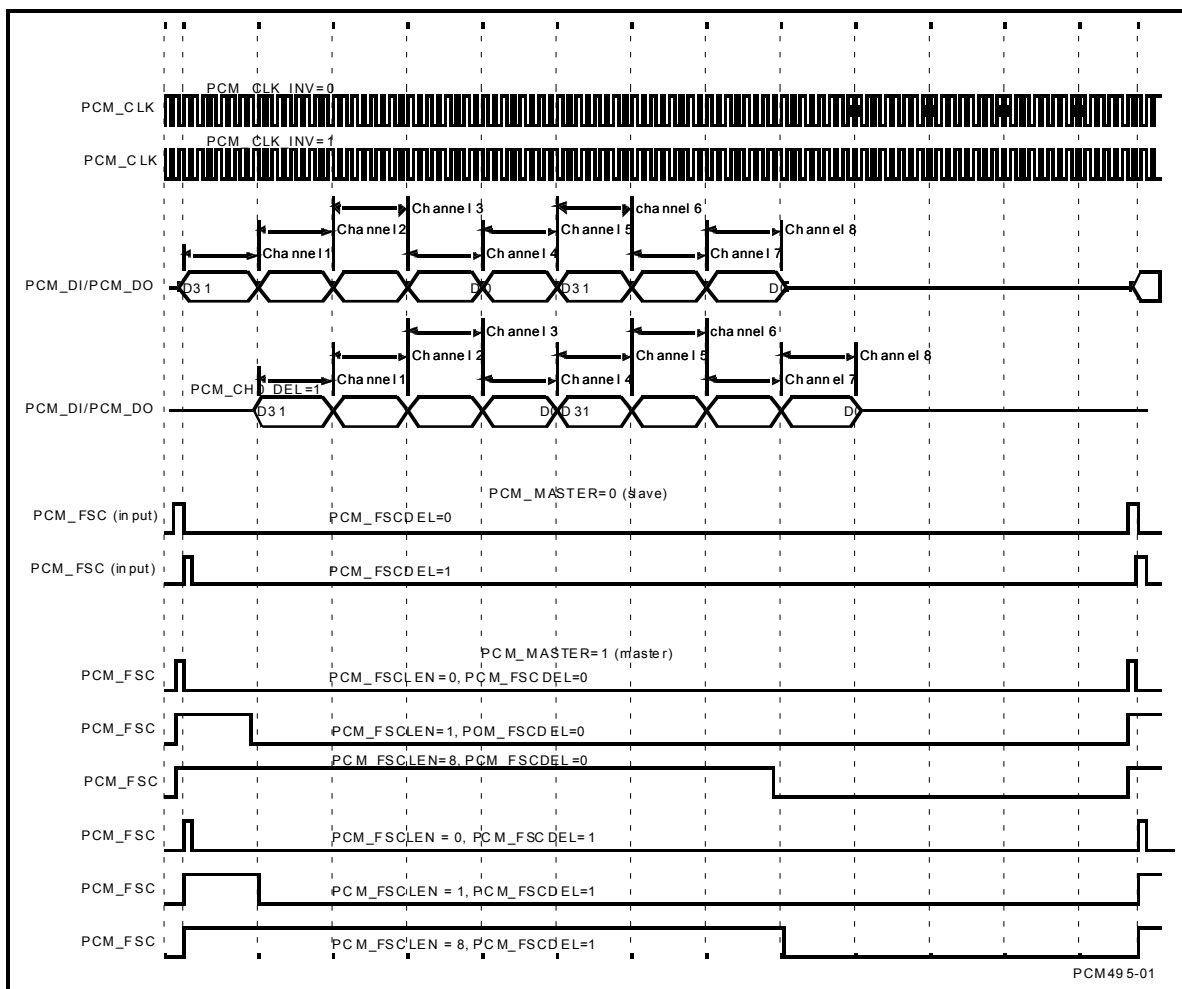 PCM_CLK_INV=0
PCM_CLK
PCM_CLK_INV=1
PCM_CLK
Channel 3 channel 6
Channel 2 Channel 5 Channel 8
Channel 1 Channel 4 Channel 7
PCM_DI/PCM_DO D31 D0 D31 D0
Channel 3 channel 6
Channel 2 Channel 5 Channel 8
PCM_CH0_DEL=1 Channel 1 Channel 4 Channel 7
PCM_DI/PCM_DO D31 D0 D31 D0
PCM_MASTER=0 (slave)
PCM_FSC (input) PCM_FSCDEL=0
PCM_FSC (input) PCM_FSCDEL=1
PCM_MASTER=1 (master)
PCM_FSC PCM_FSCLEN=0, PCM_FSCDEL=0
PCM_FSC PCM_FSCLEN=1, PCM_FSCDEL=0
PCM_FSC PCM_FSCLEN=8, PCM_FSCDEL=0
PCM_FSC PCM_FSCLEN = 0, PCM_FSCDEL=1
PCM_FSC PCM_FSCLEN = 1, PCM_FSCDEL=1
PCM_FSC PCM_FSCLEN = 8, PCM_FSCDEL=1
PCM495-01